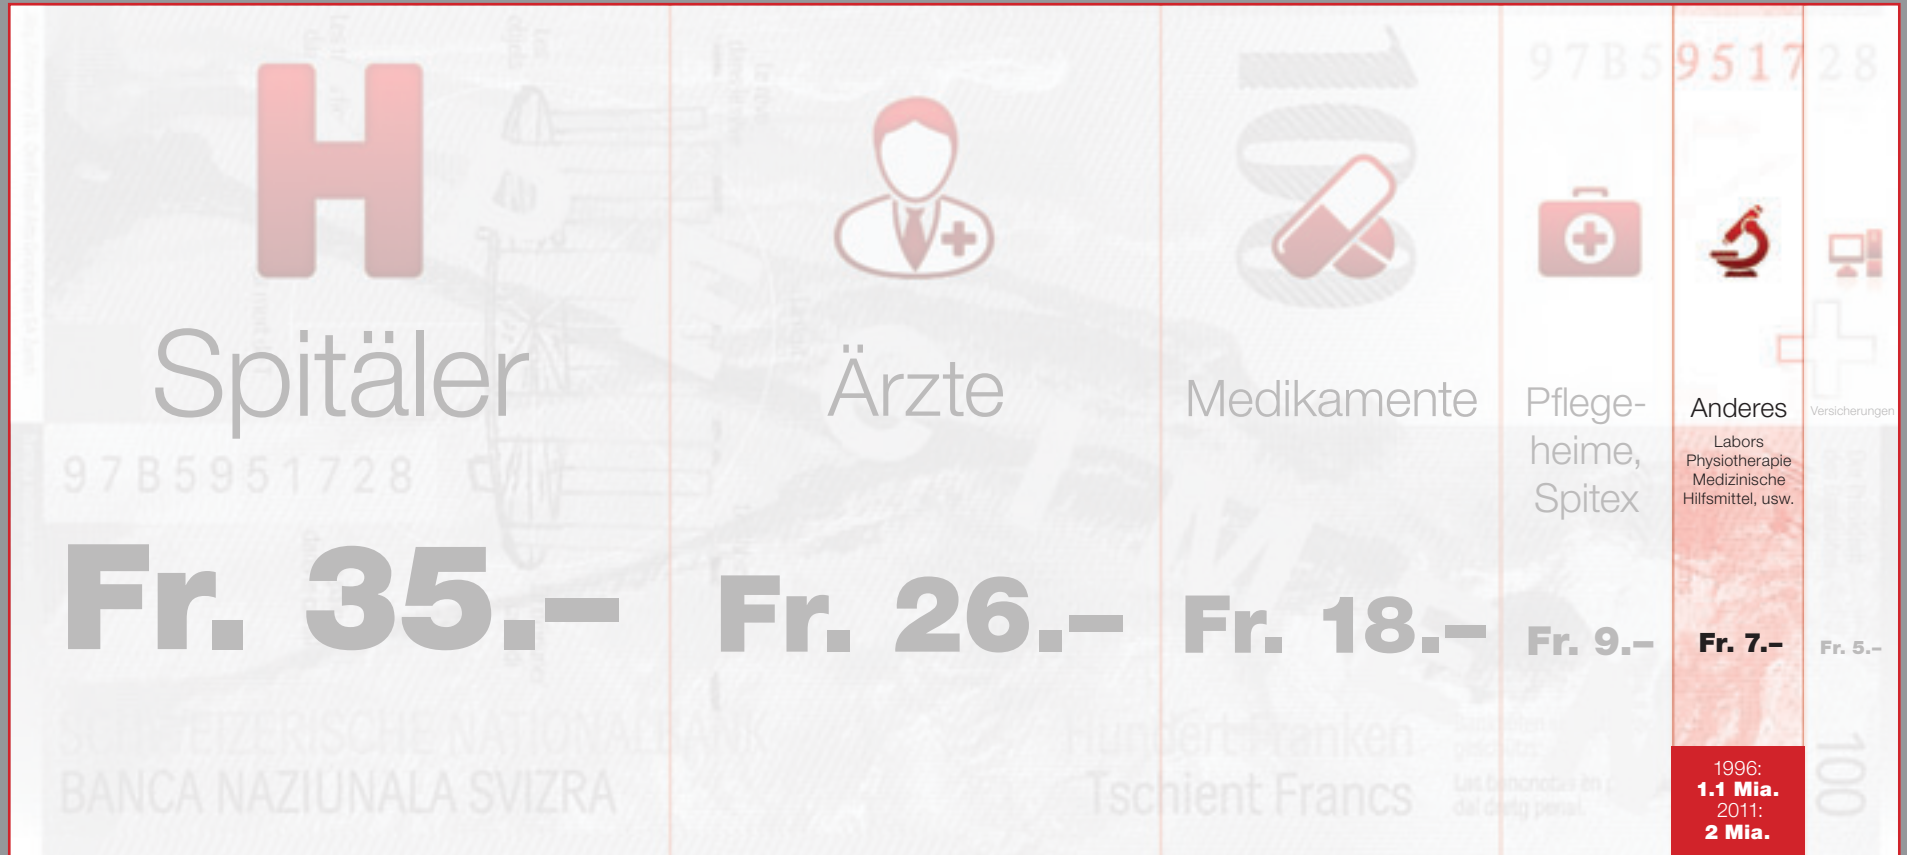 97B5951728
100
H
Spitäler
Ärzte
Medikamente
Pflege-
heime,
Spitex
Anderes
Labors
Physiotherapie
Medizinische
Hilfsmittel, usw.
Versicherungen
97B5951728
Fr. 35.–
Fr. 26.–
Fr. 18.–
Fr. 9.–
Fr. 7.–
Fr. 5.–
SCHWEIZERISCHE NATIONALBANK
BANCA NAZIUNALA SVIZRA
Hundert Franken
Tschient Francs
100
1996:
1.1 Mia.
2011:
2 Mia.